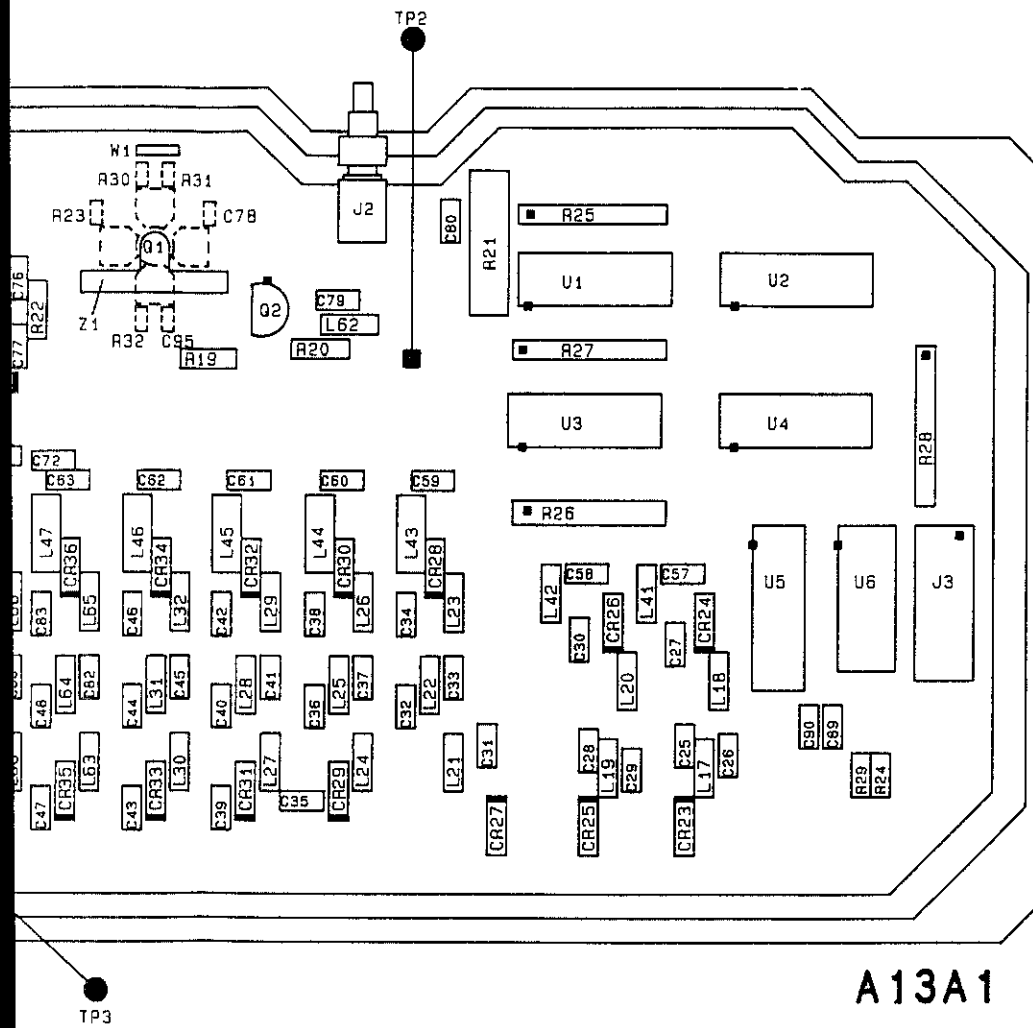 TP2
W1
R30 R31
R23 C78
J2
C80
R21
R25
Q1
U1 U2
C76
R22
Z1
Q2
C79
L62
R32 C95
R19
R20
C77
R27
U3 U4
R28
C72
C63 C62 C61 C60 C59
R26
L47 L46 L45 L44 L43
CR36 CR34 CR32 CR30 CR28
U5 U6 J3
L42 C58 L41 C57
C83 L65 C46 L32 C42 L29 C38 L26 C34 L23
CR26 CR24
C30 C27
L64 C82 L31 C45 L28 C41 L25 C37 L22 C33
L20 L18
C48 C44 C40 C36 C32
C90 C89
L63 L30 L27 L24 L21 C31
C28 L19 C29 C25 L17 C26
R29 R24
C47 CR35 C43 CR33 C39 CR31 C35 CR29
CR27 CR25 CR23
A13A1
TP3